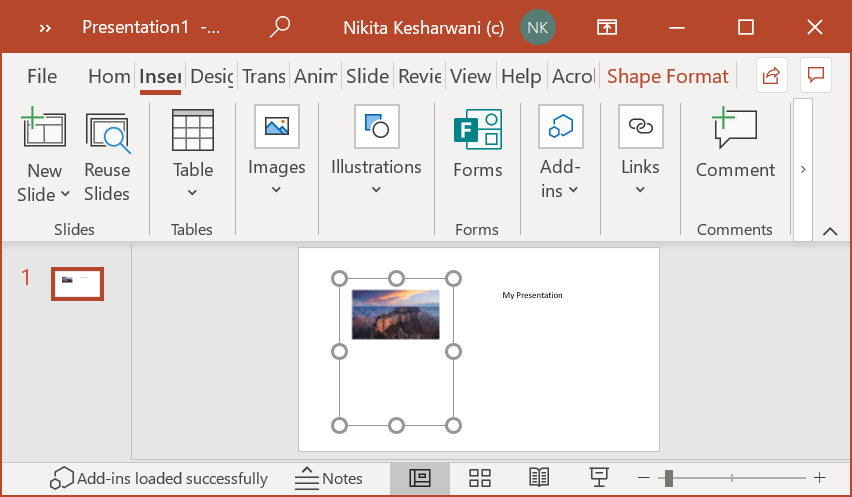 Presentation1 -...
Nikita Kesharwani (c)
NK
File
Hom
Inser
Desig
Trans
Anim
Slide
Revie
View
Help
Acrol
Shape Format
New
Slide
Reuse
Slides
Slides
Table
Tables
Images
Illustrations
Forms
Forms
Add-
ins
Links
Comment
Comments
1
My Presentation
Add-ins loaded successfully
Notes